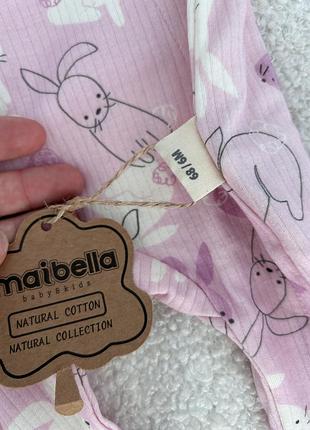 68/6M
maibella
baby&kids
NATURAL COTTON
NATURAL COLLECTION